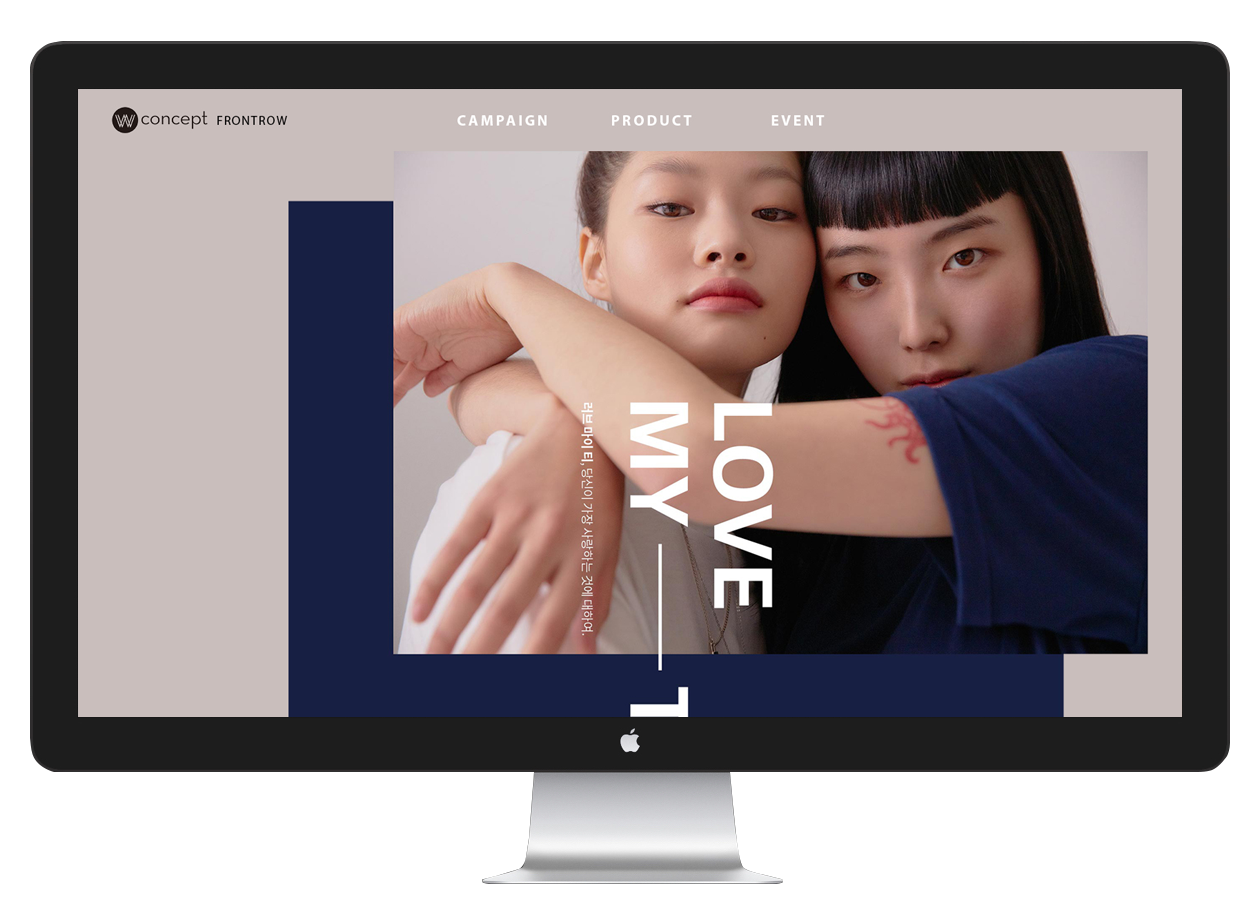 W concept FRONTROW
CAMPAIGN
PRODUCT
EVENT
LOVE
MY — T
러브 마이 티, 당신이 가장 사랑하는 것에 대하여.